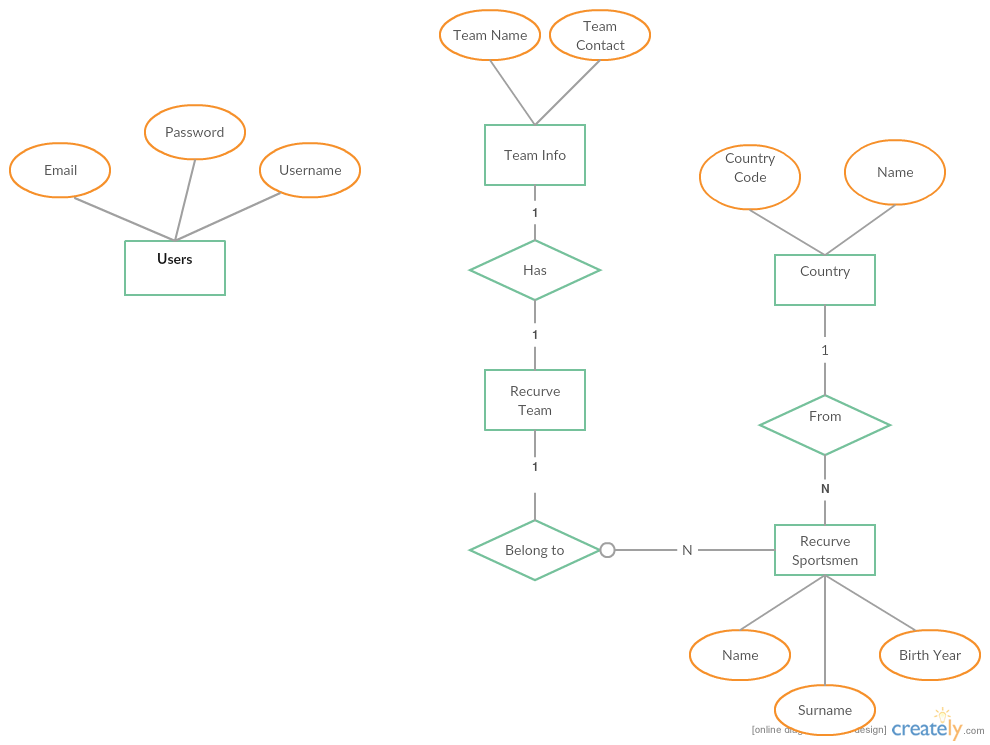 Team Name
Team
Contact
Password
Email
Username
Users
Team Info
Country
Code
Name
1
Has
Country
1
1
Recurve
Team
From
1
N
Belong to
N
Recurve
Sportsmen
Name
Birth Year
Surname
[online diag
design]
creately
.com